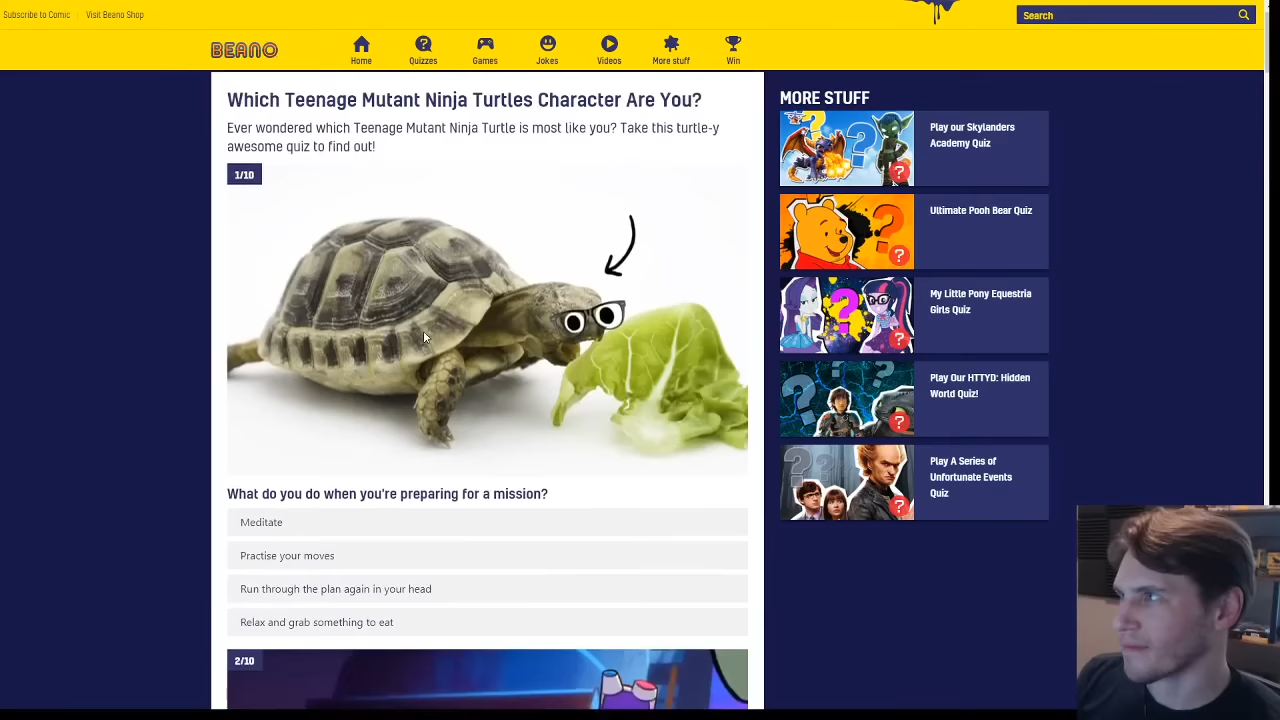 Subscribe to Comic
Visit Beano Shop
Search
BEANO
Home
Quizzes
Games
Jokes
Videos
More stuff
Win
Which Teenage Mutant Ninja Turtles Character Are You?
Ever wondered which Teenage Mutant Ninja Turtle is most like you? Take this turtle-y
awesome quiz to find out!
1/10
What do you do when you're preparing for a mission?
Meditate
Practise your moves
Run through the plan again in your head
Relax and grab something to eat
2/10
MORE STUFF
Play our Skylanders
Academy Quiz
Ultimate Pooh Bear Quiz
My Little Pony Equestria
Girls Quiz
Play Our HTTYD: Hidden
World Quiz!
Play A Series of
Unfortunate Events
Quiz